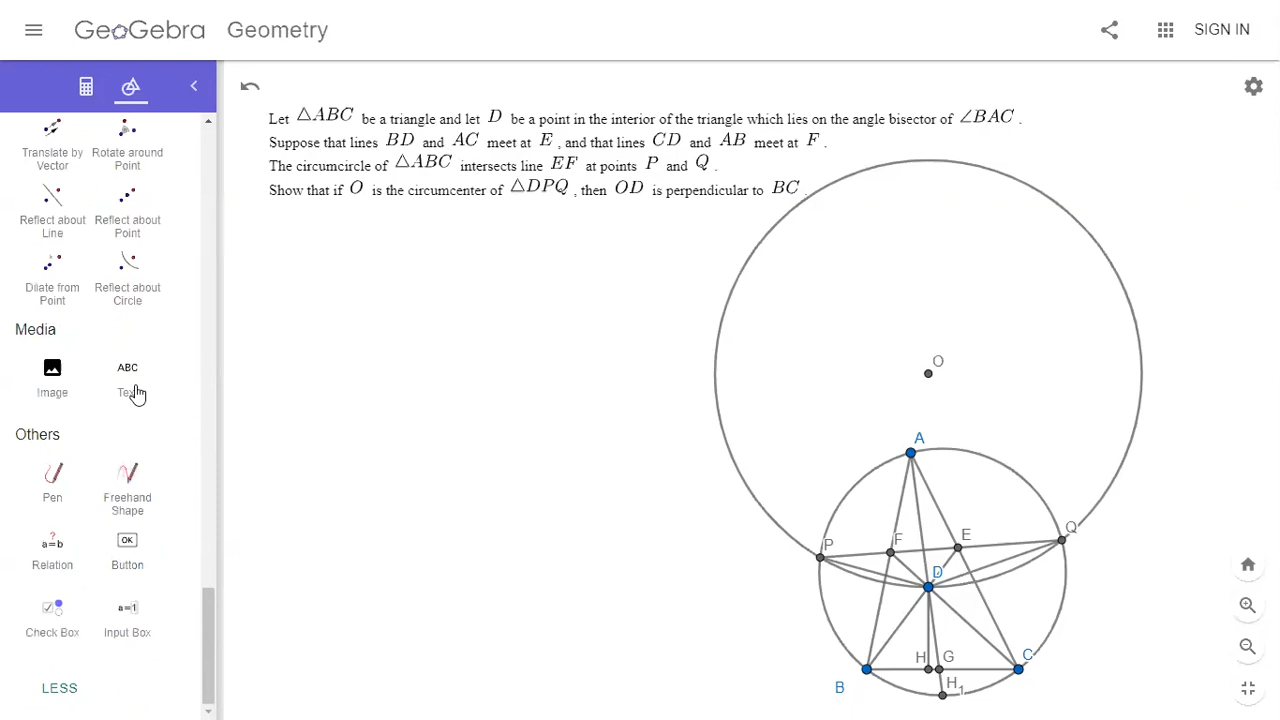 GeoGebra Geometry SIGN IN
Let △ABC be a triangle and let D be a point in the interior of the triangle which lies on the angle bisector of ∠BAC .
Suppose that lines BD and AC meet at E , and that lines CD and AB meet at F .
The circumcircle of △ABC intersects line EF at points P and Q .
Show that if O is the circumcenter of △DPQ , then OD is perpendicular to BC .
Translate by Vector
Rotate around Point
Reflect about Line
Reflect about Point
Dilate from Point
Reflect about Circle
Media
ABC
Image Text
Others
a=b
OK
Pen
Freehand Shape
Relation Button
a=1
Check Box Input Box
LESS
O
A
P F E Q
D
H G C
B H1